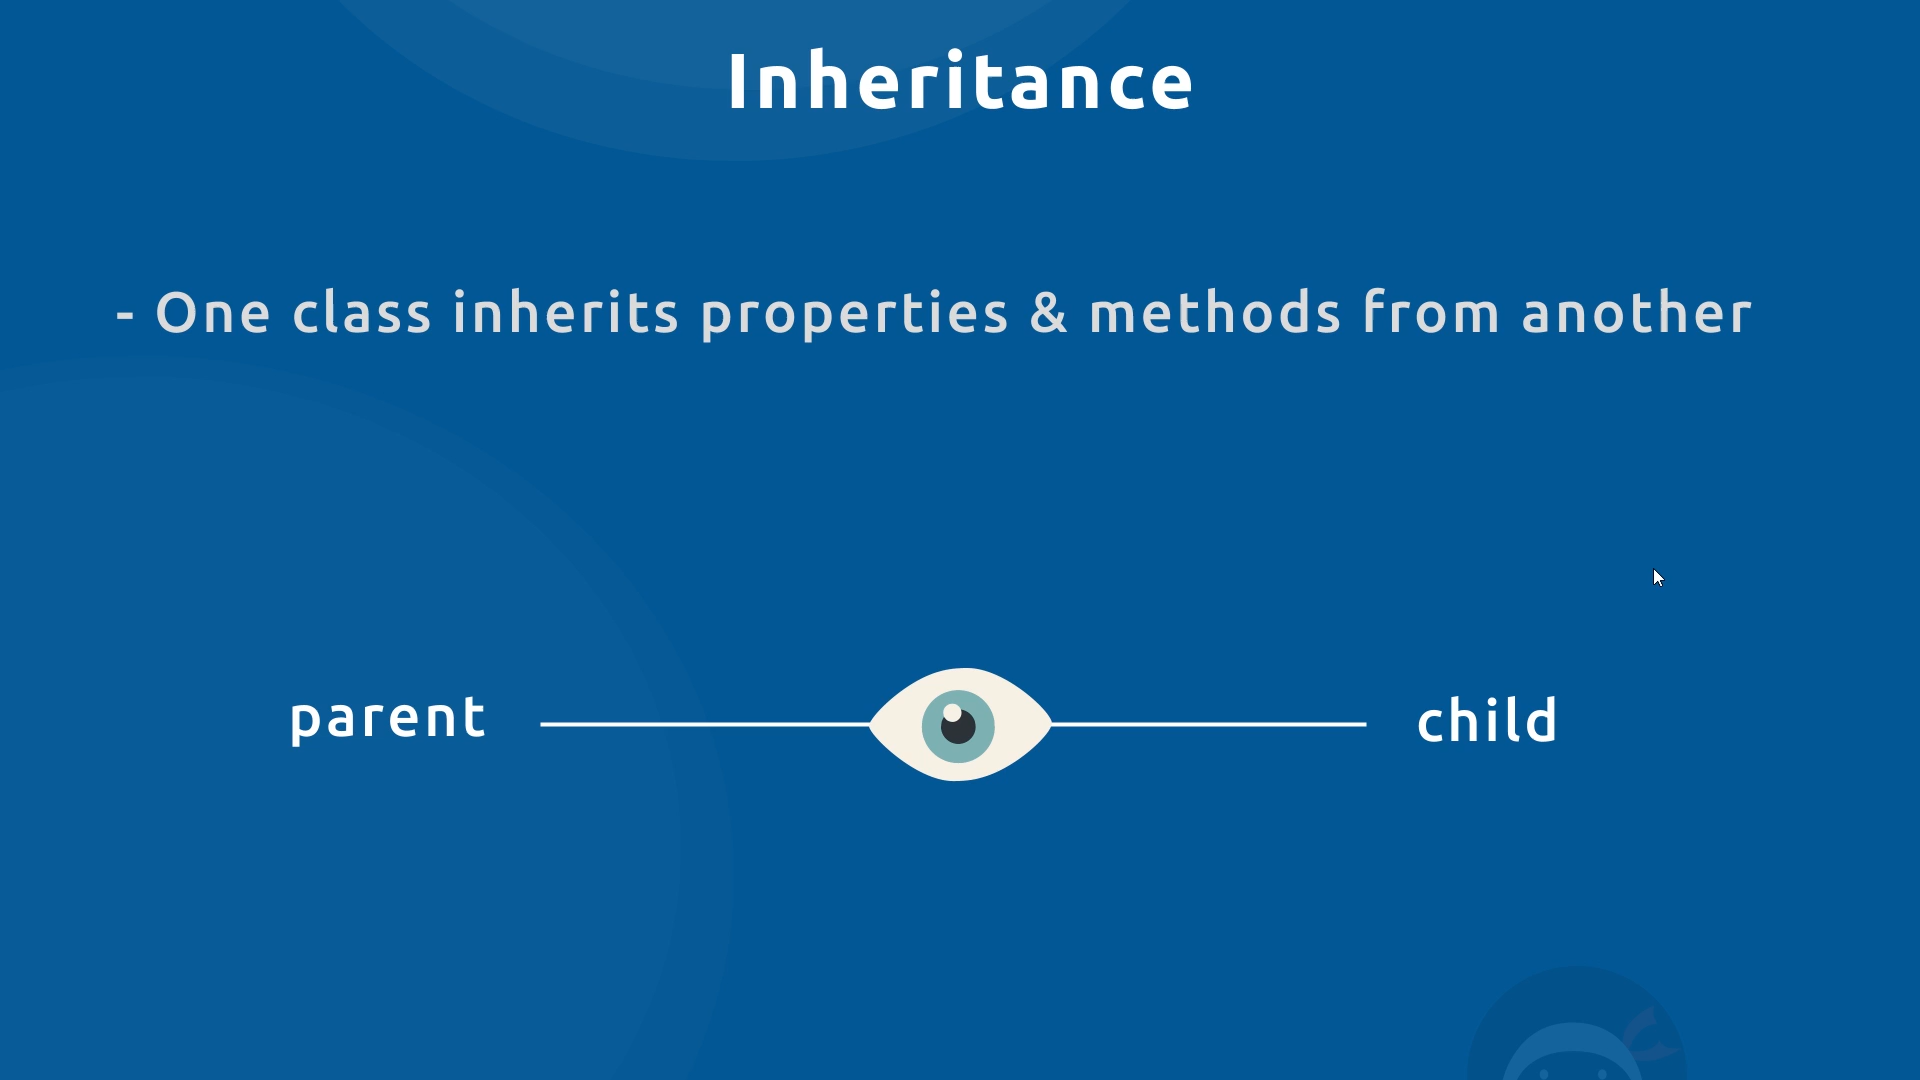 Inheritance
- One class inherits properties & methods from another
parent
child